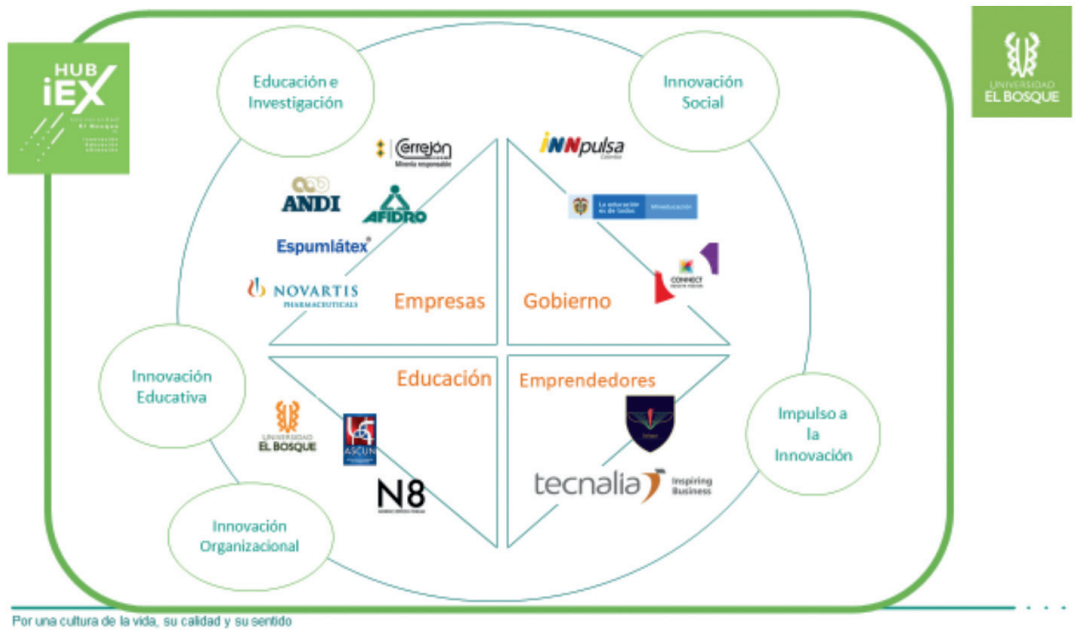 HUB
iEX
Universidad
El Bosque
Innovación
Educación
UNIVERSIDAD
EL BOSQUE
Educación e
Investigación
Innovación
Social
Cerrejón
Minería responsable
iNNpulsa
Colombia
ANDI
AFIDRO
La educación
es de todos
Mineducación
Espumlátex
CONNECT
NOVARTIS
PHARMACEUTICALS
Empresas
Gobierno
Innovación
Educativa
Educación
Emprendedores
UNIVERSIDAD
EL BOSQUE
ASCUN
Impulso a
la
Innovación
N8
tecnalia
Inspiring
Business
Innovación
Organizacional
Por una cultura de la vida, su calidad y su sentido